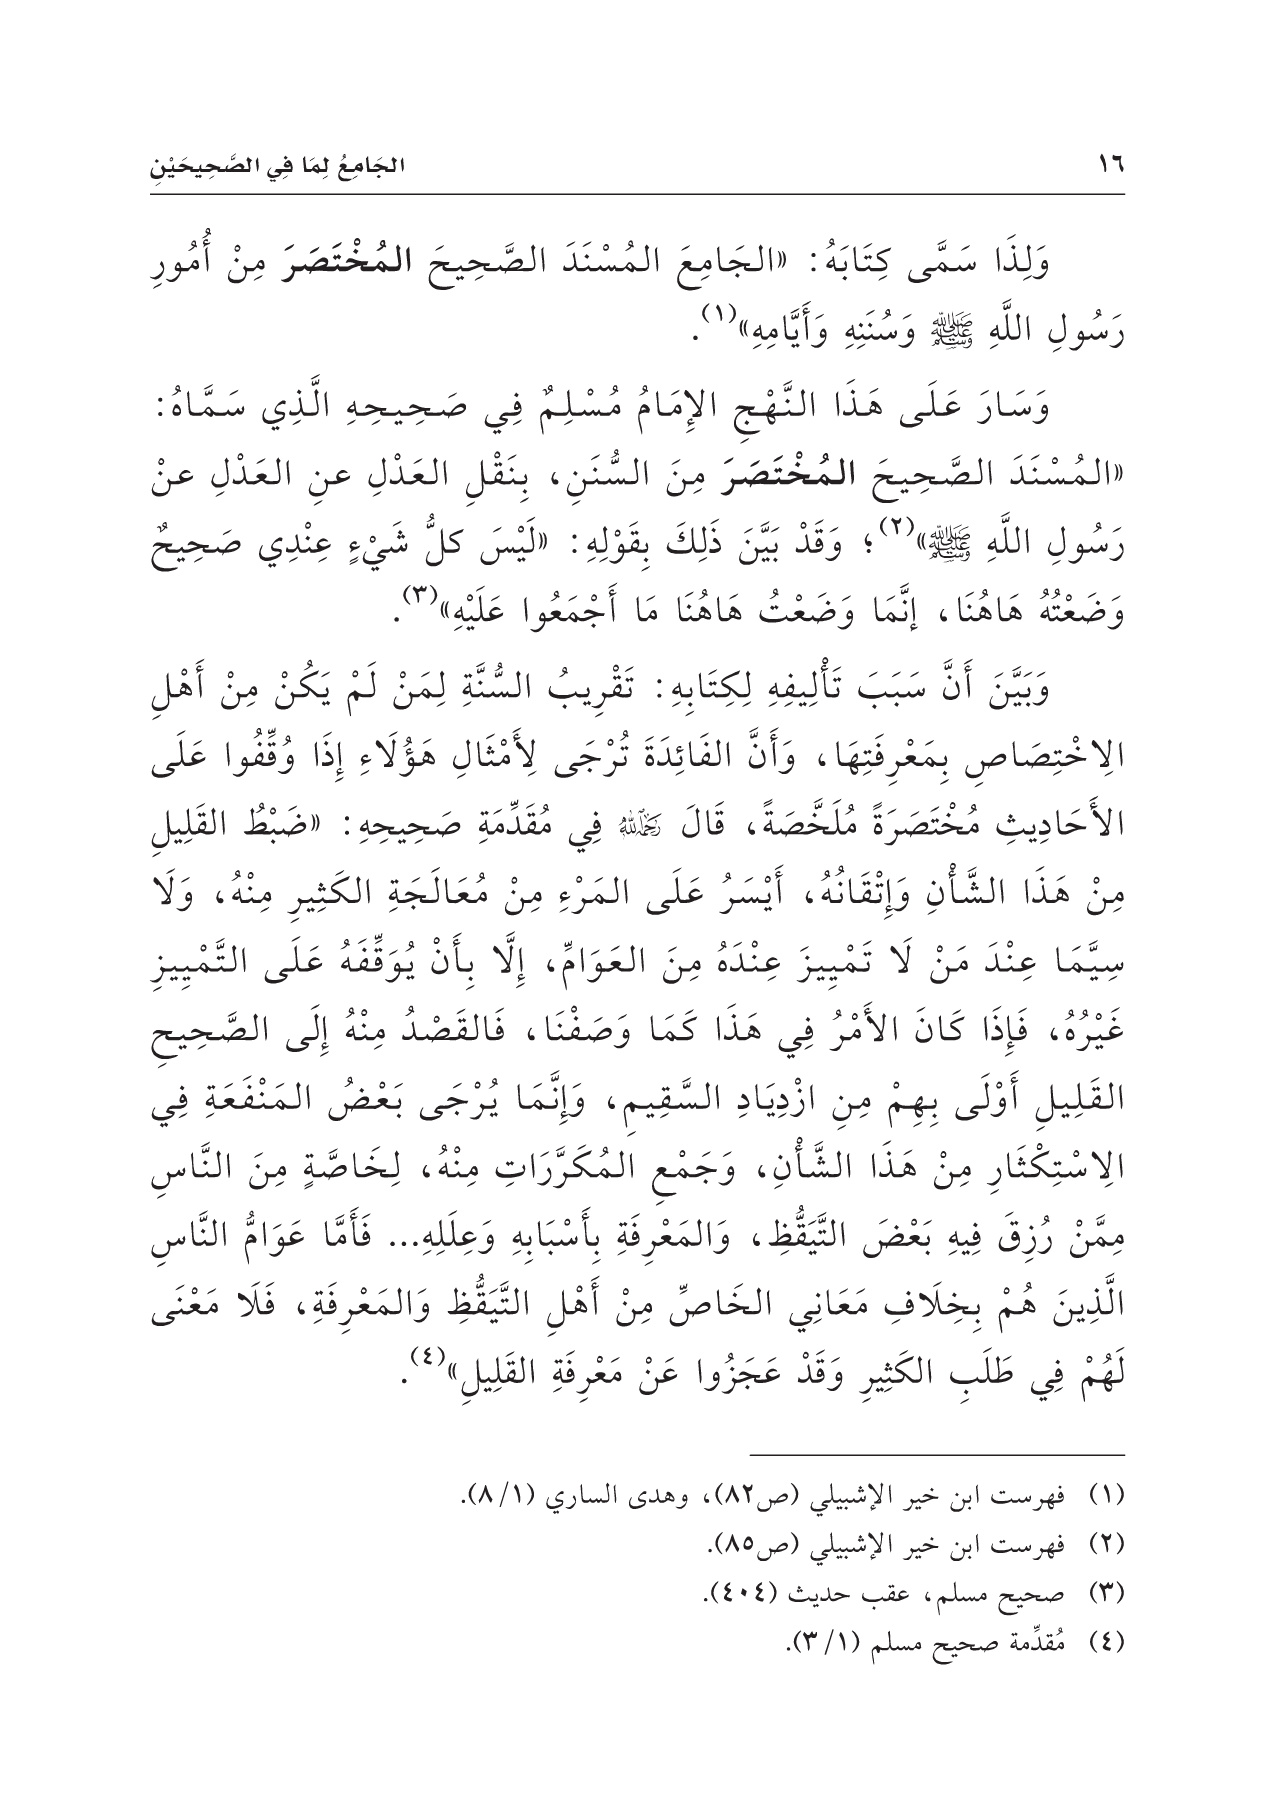 ١٦ الجَامِعُ لِمَا فِي الصَّحِيحَيْنِ
وَلِذَا سَمَّى كِتَابَهُ: «الجَامِعَ المُسْنَدَ الصَّحِيحَ المُخْتَصَرَ مِنْ أُمُورِ
رَسُولِ اللَّهِ ﷺ وَسُنَنِهِ وَأَيَّامِهِ»(١).
وَسَارَ عَلَى هَذَا النَّهْجِ الإِمَامُ مُسْلِمٌ فِي صَحِيحِهِ الَّذِي سَمَّاهُ:
«المُسْنَدَ الصَّحِيحَ المُخْتَصَرَ مِنَ السُّنَنِ، بِنَقْلِ العَدْلِ عنِ العَدْلِ عنْ
رَسُولِ اللَّهِ ﷺ»(٢)؛ وَقَدْ بَيَّنَ ذَلِكَ بِقَوْلِهِ: «لَيْسَ كلُّ شَيْءٍ عِنْدِي صَحِيحٌ
وَضَعْتُهُ هَاهُنَا، إنَّمَا وَضَعْتُ هَاهُنَا مَا أَجْمَعُوا عَلَيْهِ»(٣).
وَبَيَّنَ أَنَّ سَبَبَ تَأْلِيفِهِ لِكِتَابِهِ: تَقْرِيبُ السُّنَّةِ لِمَنْ لَمْ يَكُنْ مِنْ أَهْلِ
الِاخْتِصَاصِ بِمَعْرِفَتِهَا، وَأَنَّ الفَائِدَةَ تُرْجَى لِأَمْثَالِ هَؤُلَاءِ إِذَا وُقِّفُوا عَلَى
الأَحَادِيثِ مُخْتَصَرَةً مُلَخَّصَةً، قَالَ رَحِمَهُ اللَّهُ فِي مُقَدِّمَةِ صَحِيحِهِ: «ضَبْطُ القَلِيلِ
مِنْ هَذَا الشَّأْنِ وَإِتْقَانُهُ، أَيْسَرُ عَلَى المَرْءِ مِنْ مُعَالَجَةِ الكَثِيرِ مِنْهُ، وَلَا
سِيَّمَا عِنْدَ مَنْ لَا تَمْيِيزَ عِنْدَهُ مِنَ العَوَامِّ، إِلَّا بِأَنْ يُوَقِّفَهُ عَلَى التَّمْيِيزِ
غَيْرُهُ، فَإِذَا كَانَ الأَمْرُ فِي هَذَا كَمَا وَصَفْنَا، فَالقَصْدُ مِنْهُ إِلَى الصَّحِيحِ
القَلِيلِ أَوْلَى بِهِمْ مِنِ ازْدِيَادِ السَّقِيمِ، وَإِنَّمَا يُرْجَى بَعْضُ المَنْفَعَةِ فِي
الِاسْتِكْثَارِ مِنْ هَذَا الشَّأْنِ، وَجَمْعِ المُكَرَّرَاتِ مِنْهُ، لِخَاصَّةٍ مِنَ النَّاسِ
مِمَّنْ رُزِقَ فِيهِ بَعْضَ التَّيَقُّظِ، وَالمَعْرِفَةِ بِأَسْبَابِهِ وَعِلَلِهِ... فَأَمَّا عَوَامُّ النَّاسِ
الَّذِينَ هُمْ بِخِلَافِ مَعَانِي الخَاصِّ مِنْ أَهْلِ التَّيَقُّظِ وَالمَعْرِفَةِ، فَلَا مَعْنَى
لَهُمْ فِي طَلَبِ الكَثِيرِ وَقَدْ عَجَزُوا عَنْ مَعْرِفَةِ القَلِيلِ»(٤).
(١) فهرست ابن خير الإشبيلي (ص٨٢)، وهدى الساري (٨/١).
(٢) فهرست ابن خير الإشبيلي (ص٨٥).
(٣) صحيح مسلم، عقب حديث (٤٠٤).
(٤) مُقدِّمة صحيح مسلم (٣/١).